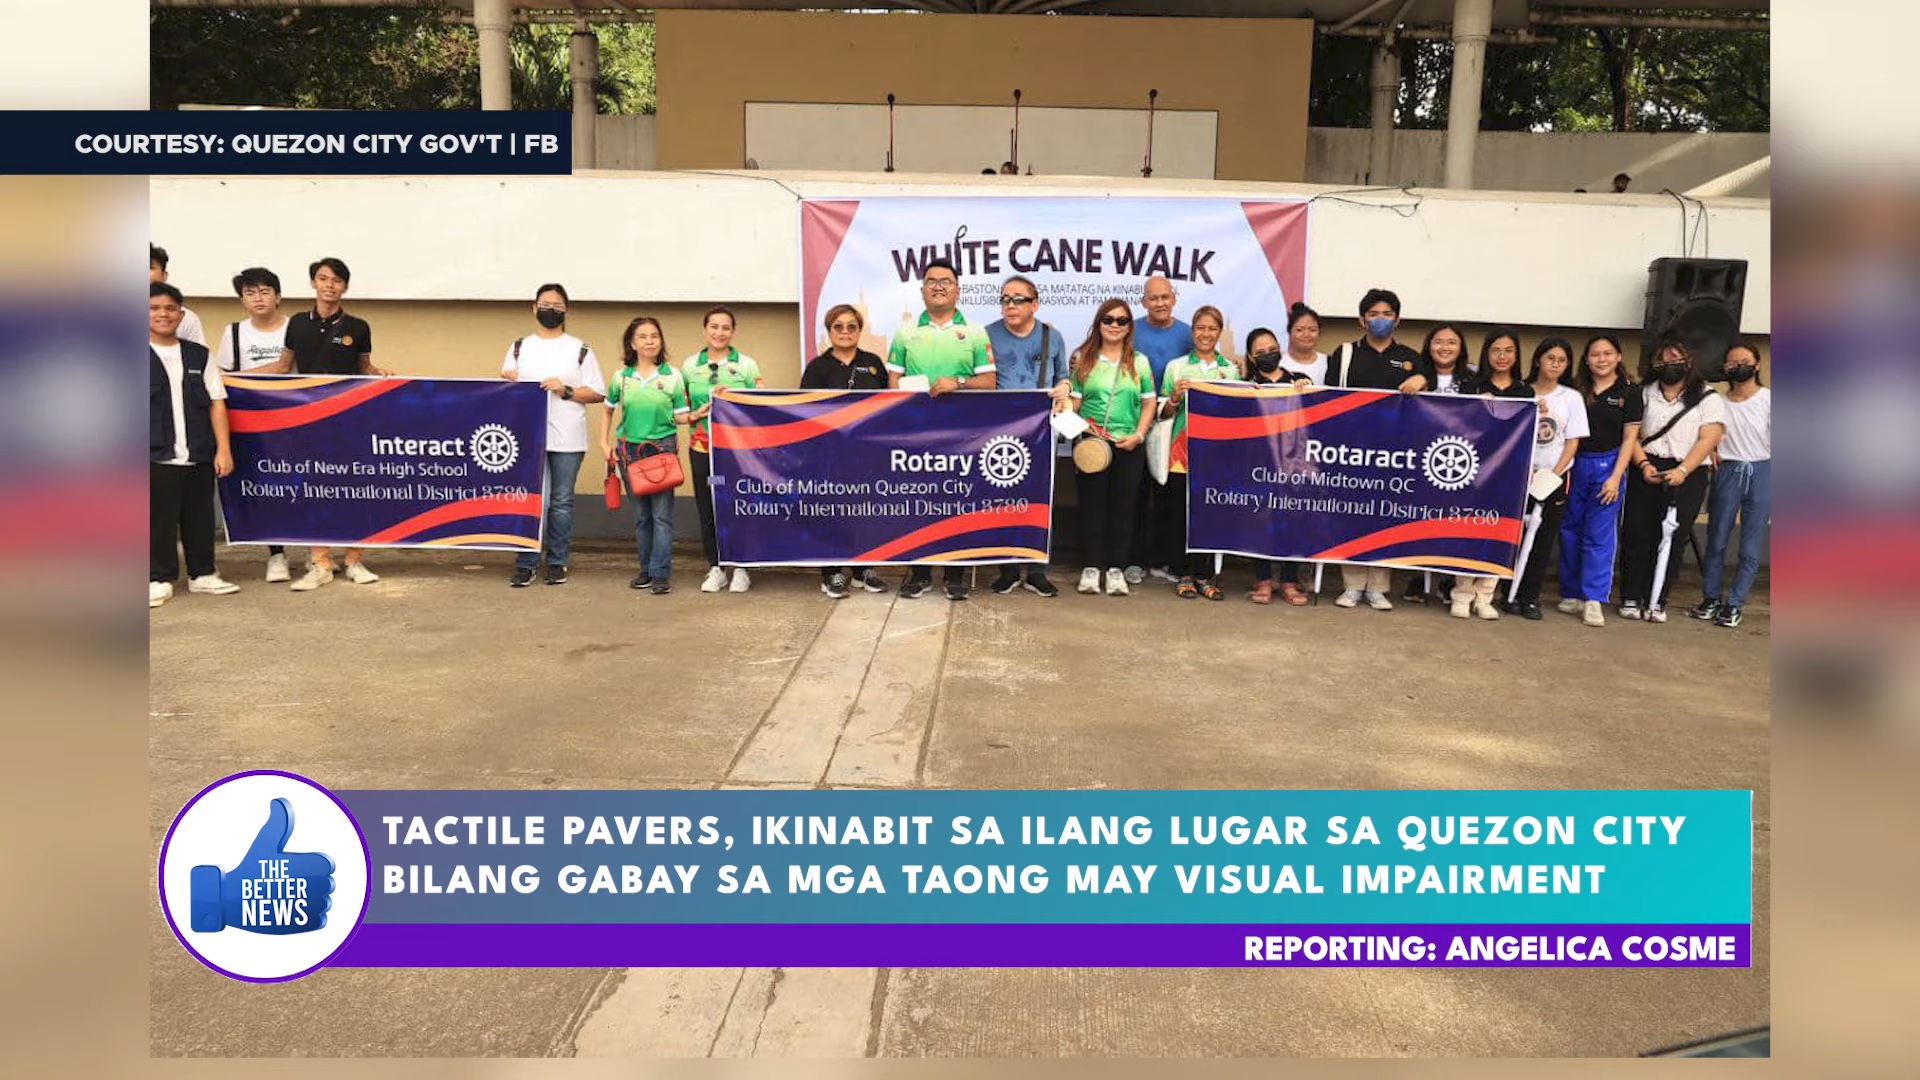 COURTESY: QUEZON CITY GOV'T | FB
WHITE CANE WALK
SA MATATAG NA
Interact
Club of New Era High School
Rotary International District 3780
Rotary
Club of Midtown Quezon City
Rotary International District 3780
Rotaract
Club of Midtown QC
Rotary International District 3780
TACTILE PAVERS, IKINABIT SA ILANG LUGAR SA QUEZON CITY
BILANG GABAY SA MGA TAONG MAY VISUAL IMPAIRMENT
THE
BETTER
NEWS
REPORTING: ANGELICA COSME